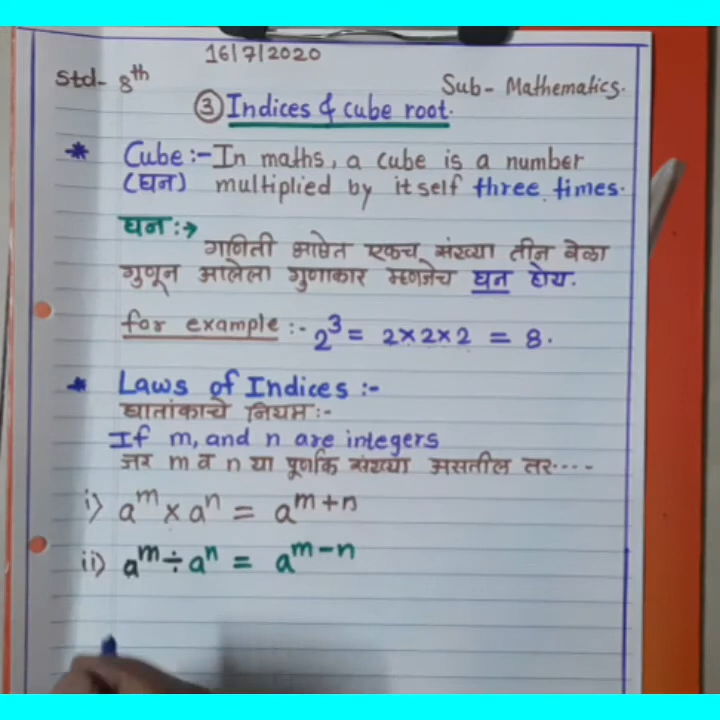 16/7/2020
Std- 8th
Sub- Mathematics.
③ Indices & cube root.
* Cube:- In maths, a cube is a number
(घन) multiplied by itself three times.
घन:→
गणिती भाषेत एकच संख्या तीन वेळा
गुणून आलेला गुणाकार म्हणजेच घन होय.
for example:- 2³ = 2×2×2 = 8.
* Laws of Indices:-
घातांकाचे नियम:-
If m, and n are integers
जर m व n या पूर्णांक संख्या असतील तर....
i) aᵐ × aⁿ = aᵐ⁺ⁿ
ii) aᵐ ÷ aⁿ = aᵐ⁻ⁿ